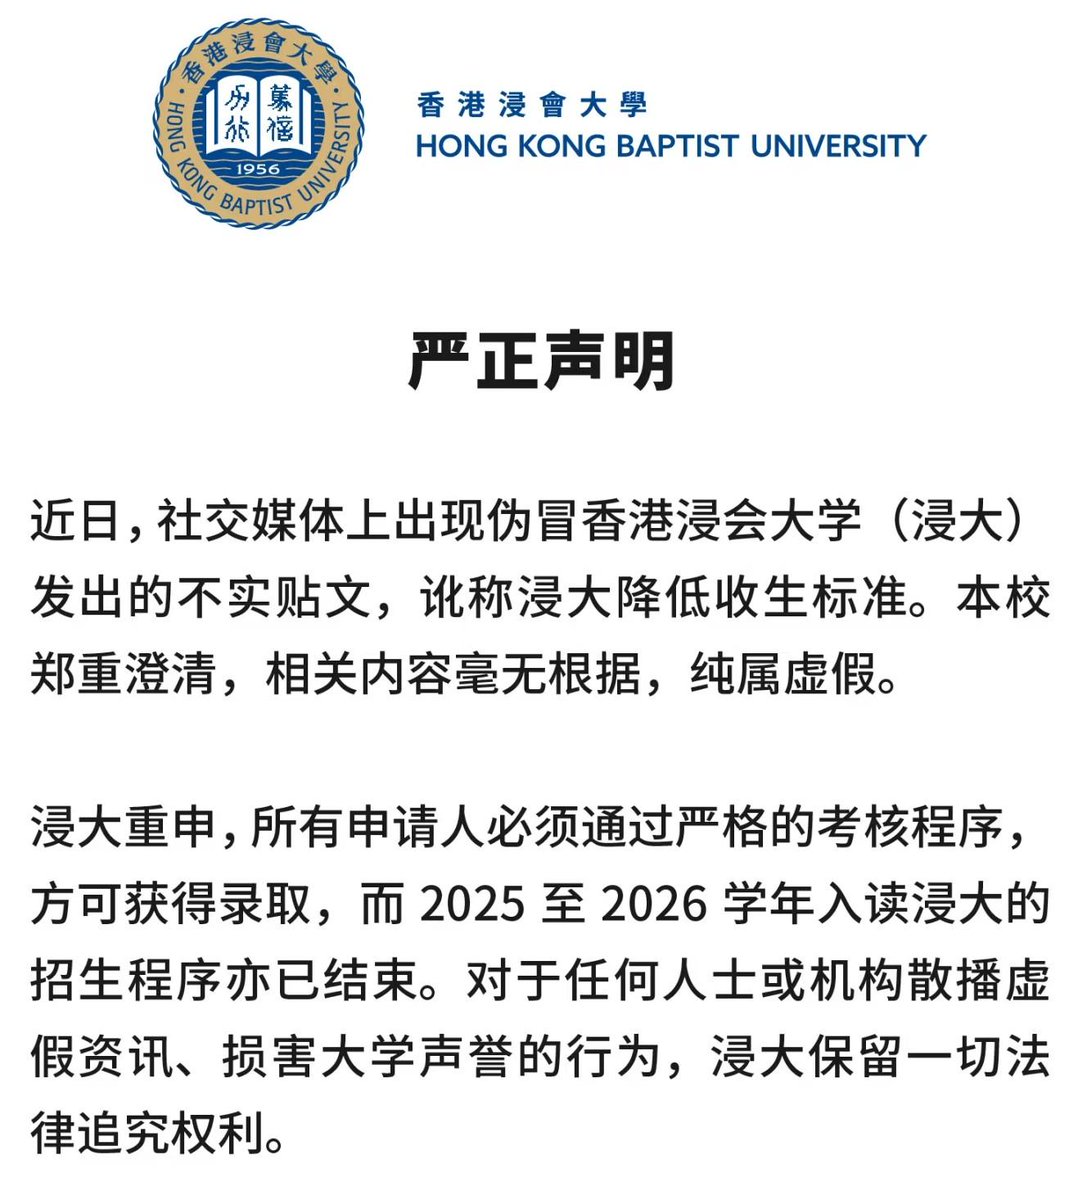 香港浸會大學
HONG KONG BAPTIST UNIVERSITY
1956
香港浸會大學
HONG KONG BAPTIST UNIVERSITY
严正声明
近日，社交媒体上出现伪冒香港浸会大学（浸大）
发出的不实贴文，讹称浸大降低收生标准。本校
郑重澄清，相关内容毫无根据，纯属虚假。
浸大重申，所有申请人必须通过严格的考核程序，
方可获得录取，而 2025 至 2026 学年入读浸大的
招生程序亦已结束。对于任何人士或机构散播虚
假资讯、损害大学声誉的行为，浸大保留一切法
律追究权利。